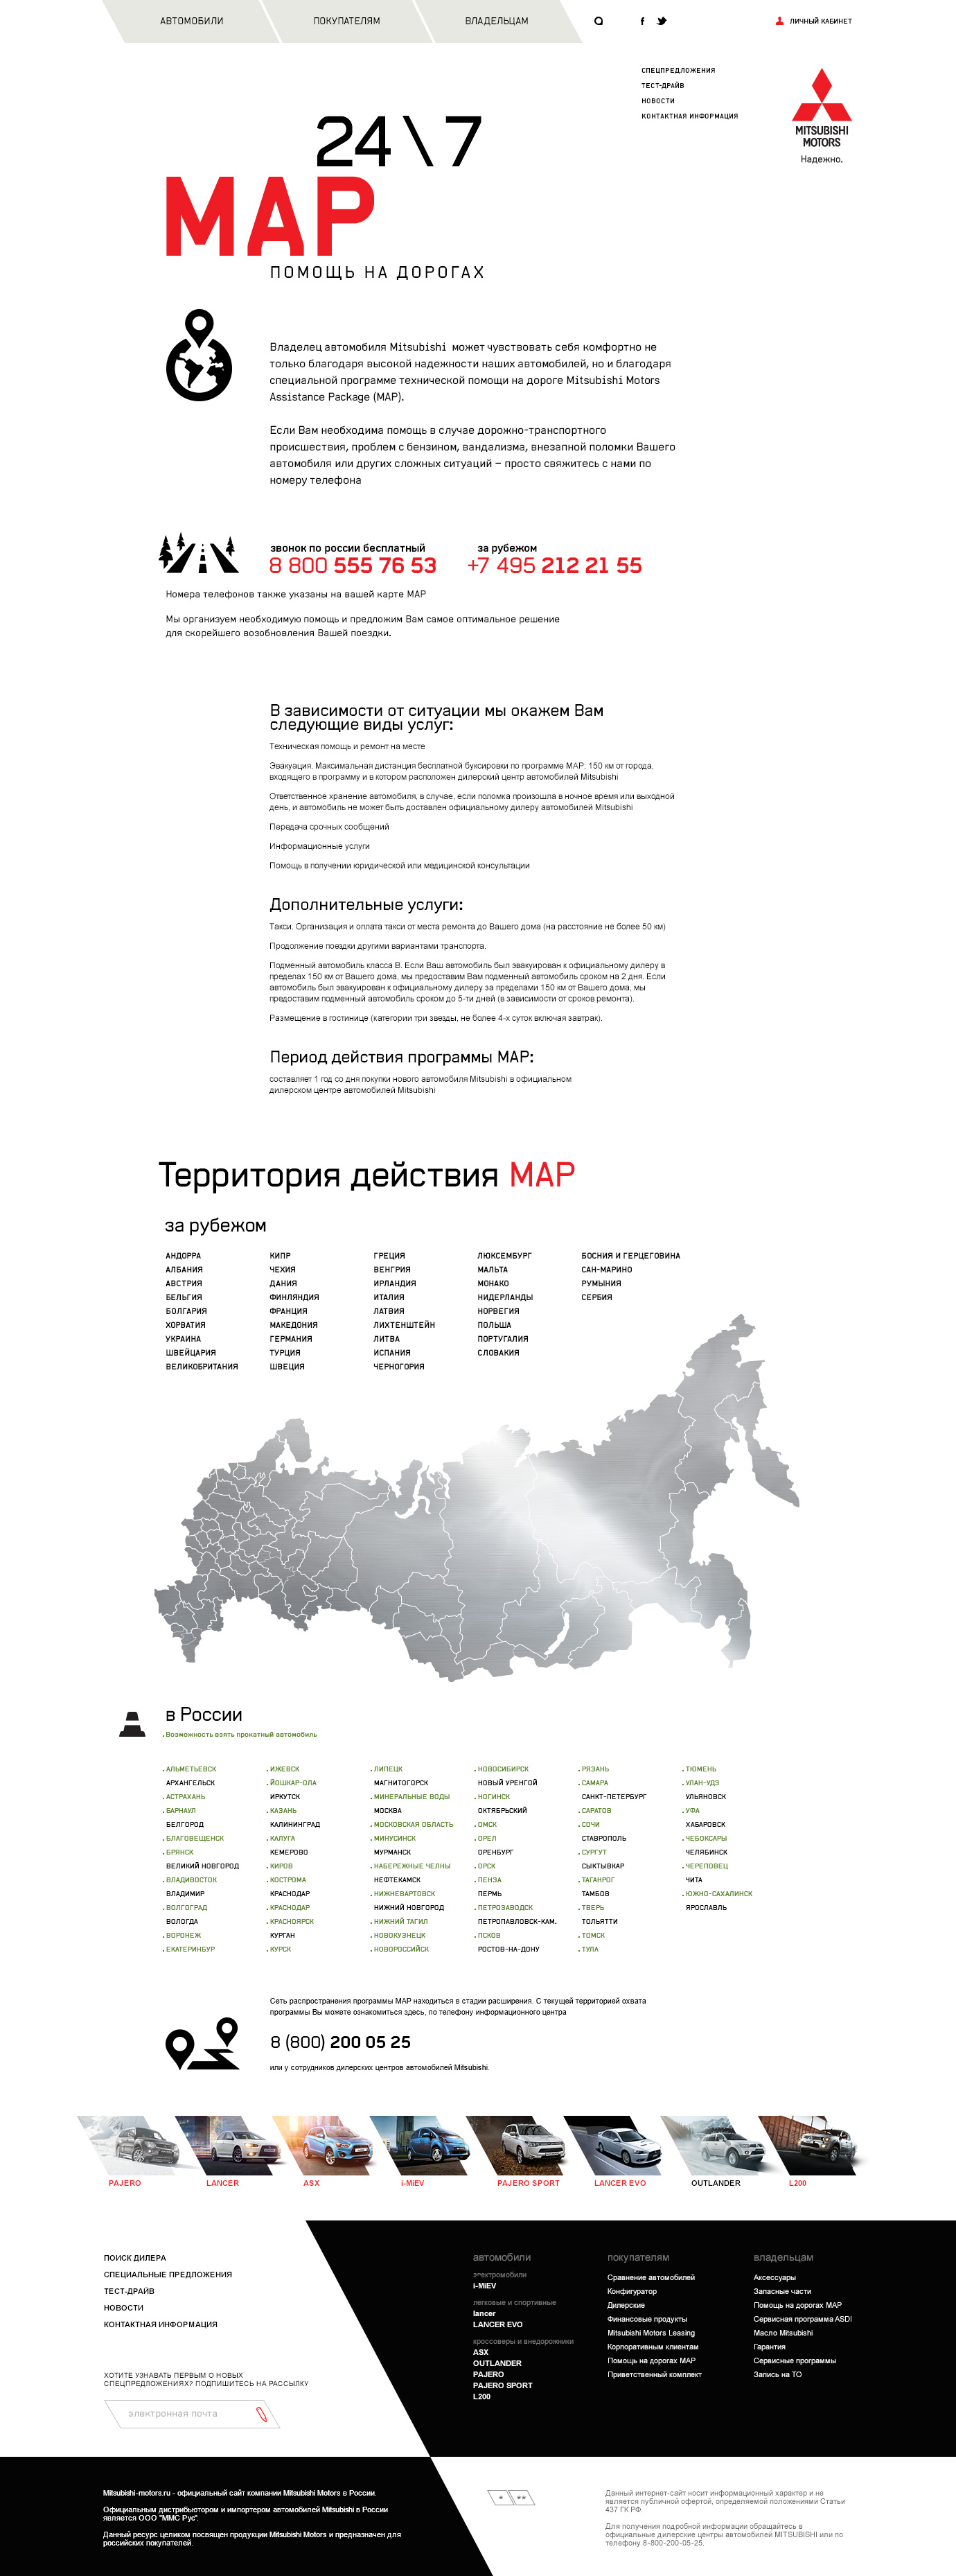 АВТОМОБИЛИ
ПОКУПАТЕЛЯМ
ВЛАДЕЛЬЦАМ
ЛИЧНЫЙ КАБИНЕТ
СПЕЦПРЕДЛОЖЕНИЯ
ТЕСТ-ДРАЙВ
НОВОСТИ
КОНТАКТНАЯ ИНФОРМАЦИЯ
MITSUBISHI
MOTORS
Надежно.
24\7
МАР
ПОМОЩЬ НА ДОРОГАХ
Владелец автомобиля Mitsubishi может чувствовать себя комфортно не
только благодаря высокой надежности наших автомобилей, но и благодаря
специальной программе технической помощи на дороге Mitsubishi Motors
Assistance Package (MAP).
Если Вам необходима помощь в случае дорожно-транспортного
происшествия, проблем с бензином, вандализма, внезапной поломки Вашего
автомобиля или других сложных ситуаций – просто свяжитесь с нами по
номеру телефона
звонок по россии бесплатный
8 800 555 76 53
за рубежом
+7 495 212 21 55
Номера телефонов также указаны на вашей карте МАР
Мы организуем необходимую помощь и предложим Вам самое оптимальное решение
для скорейшего возобновления Вашей поездки.
В зависимости от ситуации мы окажем Вам
следующие виды услуг:
Техническая помощь и ремонт на месте
Эвакуация. Максимальная дистанция бесплатной буксировки по программе МАР: 150 км от города,
входящего в программу и в котором расположен дилерский центр автомобилей Mitsubishi
Ответственное хранение автомобиля, в случае, если поломка произошла в ночное время или выходной
день, и автомобиль не может быть доставлен официальному дилеру автомобилей Mitsubishi
Передача срочных сообщений
Информационные услуги
Помощь в получении юридической или медицинской консультации
Дополнительные услуги:
Такси. Организация и оплата такси от места ремонта до Вашего дома (на расстояние не более 50 км)
Продолжение поездки другими вариантами транспорта.
Подменный автомобиль класса В. Если Ваш автомобиль был эвакуирован к официальному дилеру в
пределах 150 км от Вашего дома, мы предоставим Вам подменный автомобиль сроком на 2 дня. Если
автомобиль был эвакуирован к официальному дилеру за пределами 150 км от Вашего дома, мы
предоставим подменный автомобиль сроком до 5-ти дней (в зависимости от сроков ремонта).
Размещение в гостинице (категории три звезды, не более 4-х суток включая завтрак).
Период действия программы МАР:
составляет 1 год со дня покупки нового автомобиля Mitsubishi в официальном
дилерском центре автомобилей Mitsubishi
Территория действия МАР
за рубежом
АНДОРРА
АЛБАНИЯ
АВСТРИЯ
БЕЛЬГИЯ
БОЛГАРИЯ
ХОРВАТИЯ
УКРАИНА
ШВЕЙЦАРИЯ
ВЕЛИКОБРИТАНИЯ
КИПР
ЧЕХИЯ
ДАНИЯ
ФИНЛЯНДИЯ
ФРАНЦИЯ
МАКЕДОНИЯ
ГЕРМАНИЯ
ТУРЦИЯ
ШВЕЦИЯ
ГРЕЦИЯ
ВЕНГРИЯ
ИРЛАНДИЯ
ИТАЛИЯ
ЛАТВИЯ
ЛИХТЕНШТЕЙН
ЛИТВА
ИСПАНИЯ
ЧЕРНОГОРИЯ
ЛЮКСЕМБУРГ
МАЛЬТА
МОНАКО
НИДЕРЛАНДЫ
НОРВЕГИЯ
ПОЛЬША
ПОРТУГАЛИЯ
СЛОВАКИЯ
БОСНИЯ И ГЕРЦЕГОВИНА
САН-МАРИНО
РУМЫНИЯ
СЕРБИЯ
в России
. Возможность взять прокатный автомобиль
. АЛЬМЕТЬЕВСК
АРХАНГЕЛЬСК
. АСТРАХАНЬ
. БАРНАУЛ
БЕЛГОРОД
. БЛАГОВЕЩЕНСК
. БРЯНСК
ВЕЛИКИЙ НОВГОРОД
. ВЛАДИВОСТОК
ВЛАДИМИР
. ВОЛГОГРАД
ВОЛОГДА
. ВОРОНЕЖ
. ЕКАТЕРИНБУР
. ИЖЕВСК
. ЙОШКАР-ОЛА
ИРКУТСК
. КАЗАНЬ
КАЛИНИНГРАД
. КАЛУГА
КЕМЕРОВО
. КИРОВ
. КОСТРОМА
КРАСНОДАР
. КРАСНОДАР
. КРАСНОЯРСК
КУРГАН
. КУРСК
. ЛИПЕЦК
МАГНИТОГОРСК
. МИНЕРАЛЬНЫЕ ВОДЫ
МОСКВА
. МОСКОВСКАЯ ОБЛАСТЬ
. МИНУСИНСК
МУРМАНСК
. НАБЕРЕЖНЫЕ ЧЕЛНЫ
НЕФТЕКАМСК
. НИЖНЕВАРТОВСК
НИЖНИЙ НОВГОРОД
. НИЖНИЙ ТАГИЛ
. НОВОКУЗНЕЦК
. НОВОРОССИЙСК
. НОВОСИБИРСК
НОВЫЙ УРЕНГОЙ
. НОГИНСК
ОКТЯБРЬСКИЙ
. ОМСК
. ОРЕЛ
ОРЕНБУРГ
. ОРСК
. ПЕНЗА
ПЕРМЬ
. ПЕТРОЗАВОДСК
ПЕТРОПАВЛОВСК-КАМ.
. ПСКОВ
РОСТОВ-НА-ДОНУ
. РЯЗАНЬ
. САМАРА
САНКТ-ПЕТЕРБУРГ
. САРАТОВ
. СОЧИ
СТАВРОПОЛЬ
. СУРГУТ
СЫКТЫВКАР
. ТАГАНРОГ
ТАМБОВ
. ТВЕРЬ
ТОЛЬЯТТИ
. ТОМСК
. ТУЛА
. ТЮМЕНЬ
. УЛАН-УДЭ
УЛЬЯНОВСК
. УФА
ХАБАРОВСК
. ЧЕБОКСАРЫ
ЧЕЛЯБИНСК
. ЧЕРЕПОВЕЦ
ЧИТА
. ЮЖНО-САХАЛИНСК
ЯРОСЛАВЛЬ
Сеть распространения программы МАР находиться в стадии расширения. С текущей территорией охвата
программы Вы можете ознакомиться здесь, по телефону информационного центра
8 (800) 200 05 25
или у сотрудников дилерских центров автомобилей Mitsubishi.
PAJERO
LANCER
ASX
i-MiEV
PAJERO SPORT
LANCER EVO
OUTLANDER
L200
ПОИСК ДИЛЕРА
СПЕЦИАЛЬНЫЕ ПРЕДЛОЖЕНИЯ
ТЕСТ-ДРАЙВ
НОВОСТИ
КОНТАКТНАЯ ИНФОРМАЦИЯ
ХОТИТЕ УЗНАВАТЬ ПЕРВЫМ О НОВЫХ
СПЕЦПРЕДЛОЖЕНИЯХ? ПОДПИШИТЕСЬ НА РАССЫЛКУ
электронная почта
автомобили
i-MiEV
легковые и спортивные
lancer
LANCER EVO
кроссоверы и внедорожники
ASX
OUTLANDER
PAJERO
PAJERO SPORT
L200
покупателям
Сравнение автомобилей
Конфигуратор
Дилерские
Финансовые продукты
Mitsubishi Motors Leasing
Корпоративным клиентам
Помощь на дорогах МАР
Приветственный комплект
владельцам
Аксессуары
Запасные части
Помощь на дорогах МАР
Сервисная программа ASDI
Масло Mitsubishi
Гарантия
Сервисные программы
Запись на ТО
Mitsubishi-motors.ru - официальный сайт компании Mitsubishi Motors в России.
Официальным дистрибьютором и импортером автомобилей Mitsubishi в России
является ООО "ММС Рус".
Данный ресурс целиком посвящен продукции Mitsubishi Motors и предназначен для
российских покупателей.
* **
Данный интернет-сайт носит информационный характер и не
является публичной офертой, определяемой положениями Статьи
437 ГК РФ.
Для получения подробной информации обращайтесь в
официальные дилерские центры автомобилей MITSUBISHI или по
телефону 8-800-200-05-25.